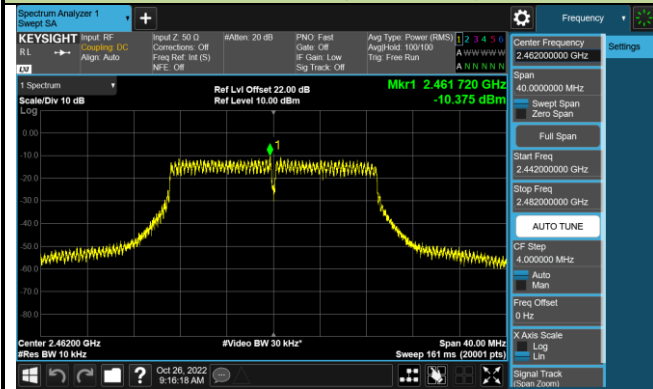 Spectrum Analyzer 1
Swept SA
Frequency
KEYSIGHT
RL
LXI
Input: RF
Coupling: DC
Align: Auto
Input Z: 50 Ω
Corrections: Off
Freq Ref: Int (S)
NFE: Off
#Atten: 20 dB
PNO: Fast
Gate: Off
IF Gain: Low
Sig Track: Off
Avg Type: Power (RMS)
Avg|Hold: 100/100
Trig: Free Run
1 2 3 4 5 6
A W W W W W
A N N N N N
1 Spectrum
Scale/Div 10 dB
Log
Ref Lvl Offset 22.00 dB
Ref Level 10.00 dBm
Mkr1 2.461 720 GHz
-10.375 dBm
1
0.00
-10.0
-20.0
-30.0
-40.0
-50.0
-60.0
-70.0
-80.0
Center 2.46200 GHz
#Res BW 10 kHz
#Video BW 30 kHz*
Span 40.00 MHz
Sweep 161 ms (20001 pts)
Oct 26, 2022
9:16:18 AM
Center Frequency
2.462000000 GHz
Span
40.0000000 MHz
Swept Span
Zero Span
Full Span
Start Freq
2.442000000 GHz
Stop Freq
2.482000000 GHz
AUTO TUNE
CF Step
4.000000 MHz
Auto
Man
Freq Offset
0 Hz
X Axis Scale
Log
Lin
Signal Track
(Span Zoom)
Settings